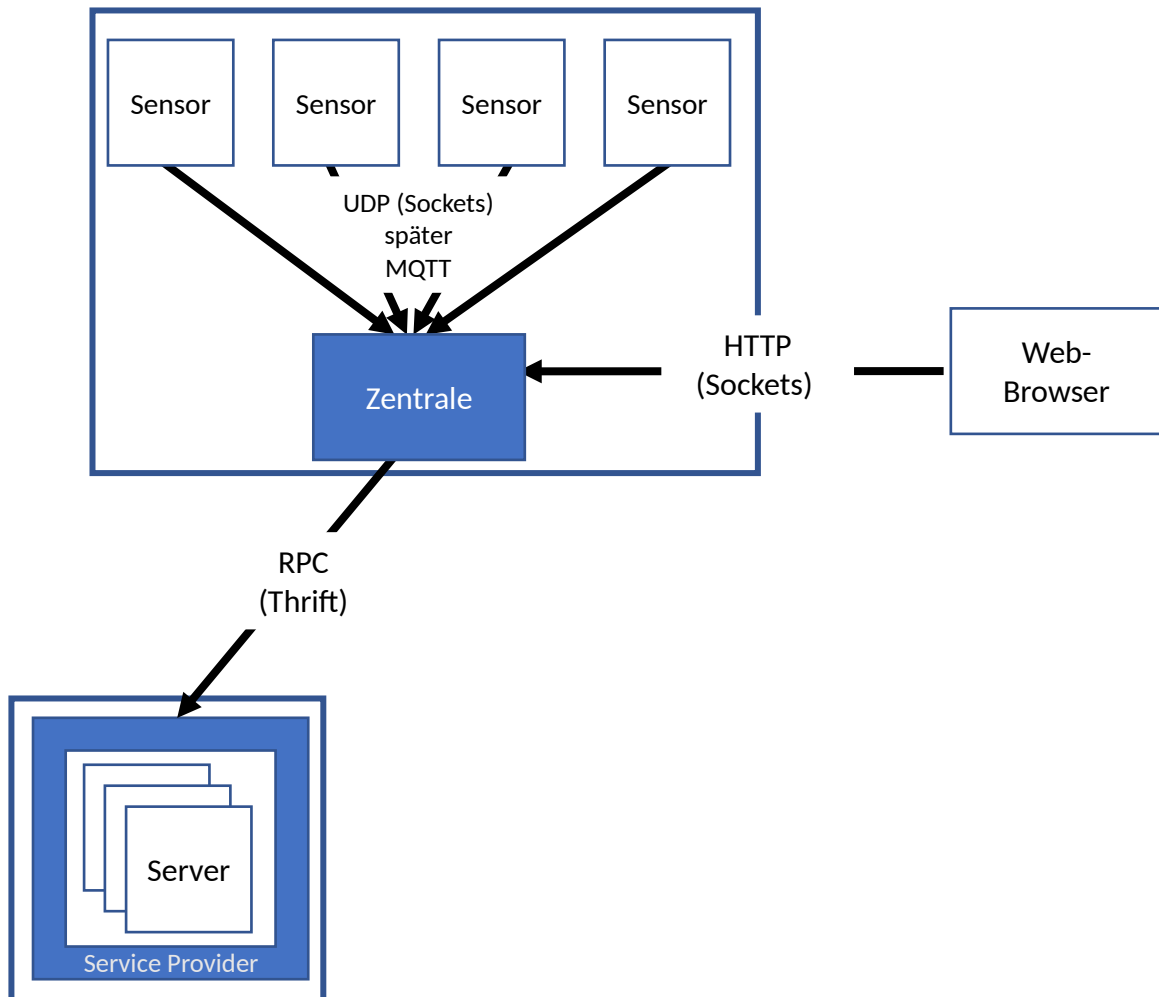 Sensor
Sensor
Sensor
Sensor
UDP (Sockets)
später
MQTT
Zentrale
HTTP
(Sockets)
Web-
Browser
RPC
(Thrift)
Server
Service Provider